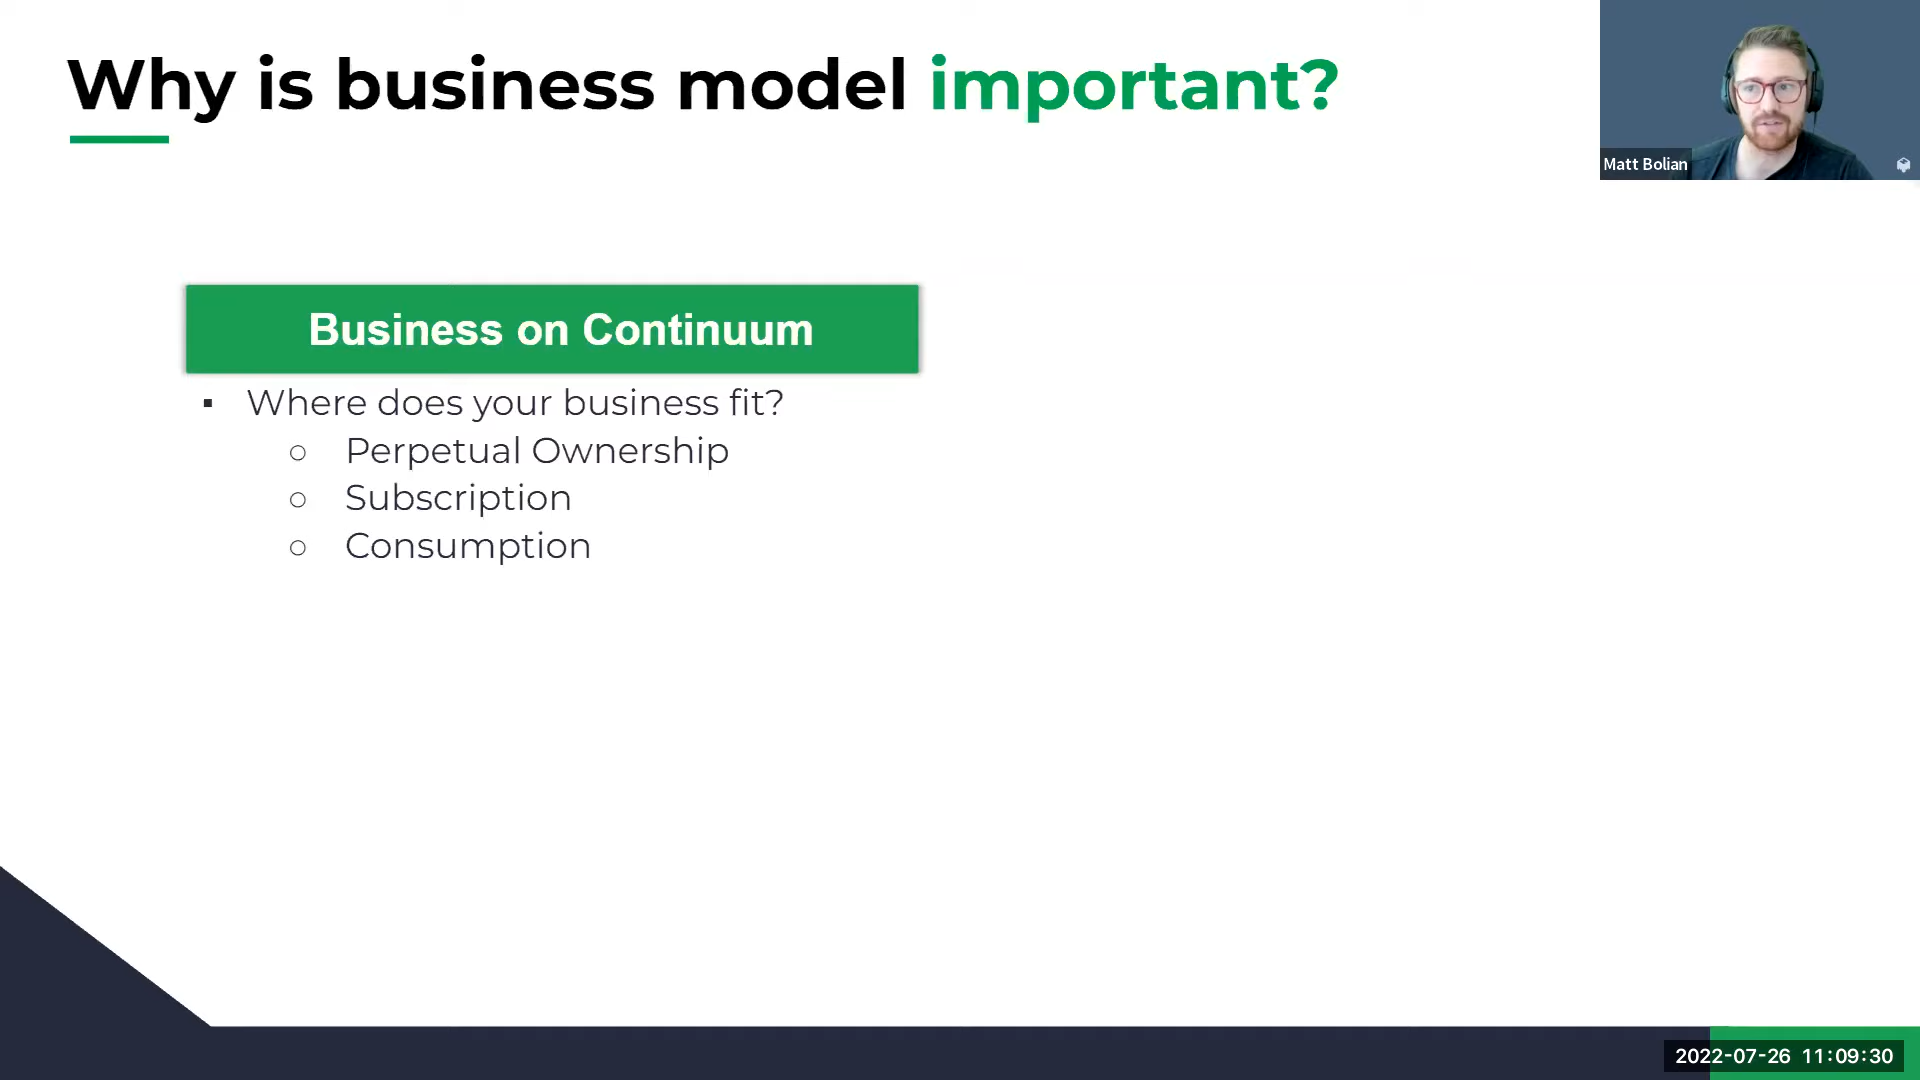 Why is business model important?
Matt Bolian
Business on Continuum
▪ Where does your business fit?
○ Perpetual Ownership
○ Subscription
○ Consumption
2022-07-26 11:09:30